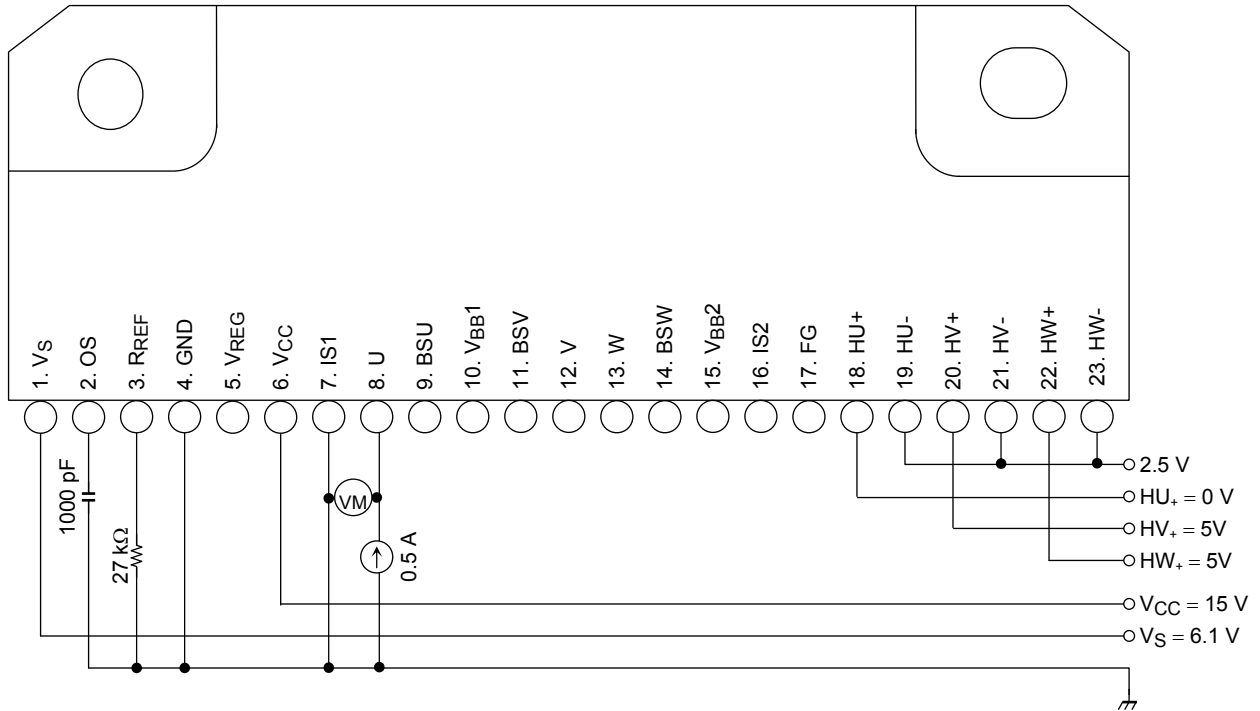 1. VS
2. OS
3. RREF
4. GND
5. VREG
6. VCC
7. IS1
8. U
9. BSU
10. VBB1
11. BSV
12. V
13. W
14. BSW
15. VBB2
16. IS2
17. FG
18. HU+
19. HU-
20. HV+
21. HV-
22. HW+
23. HW-
1000 pF
27 kΩ
VM
0.5 A
2.5 V
HU+ = 0 V
HV+ = 5V
HW+ = 5V
VCC = 15 V
VS = 6.1 V